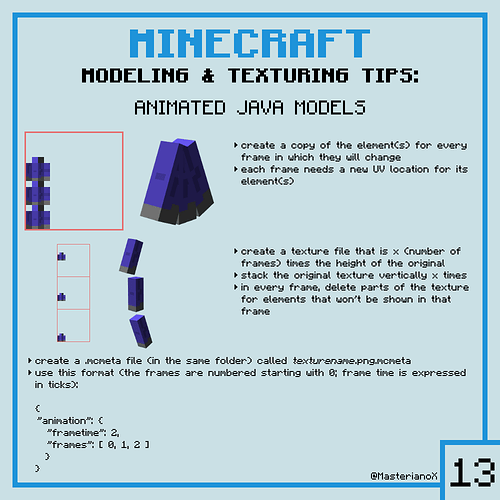 MINECRAFT
MODELING & TEXTURING TIPS:
ANIMATED JAVA MODELS
create a copy of the element(s) for every
frame in which they will change
each frame needs a new UV location for its
element(s)
create a texture file that is x (number of
frames) times the height of the original
stack the original texture vertically x times
in every frame, delete parts of the texture
for elements that won't be shown in that
frame
create a .mcmeta file (in the same folder) called texturename.png.mcmeta
use this format (the frames are numbered starting with 0; frame time is expressed
in ticks):
{
"animation": {
"frametime": 2,
"frames": [ 0, 1, 2 ]
}
}
@MasterianoX
13